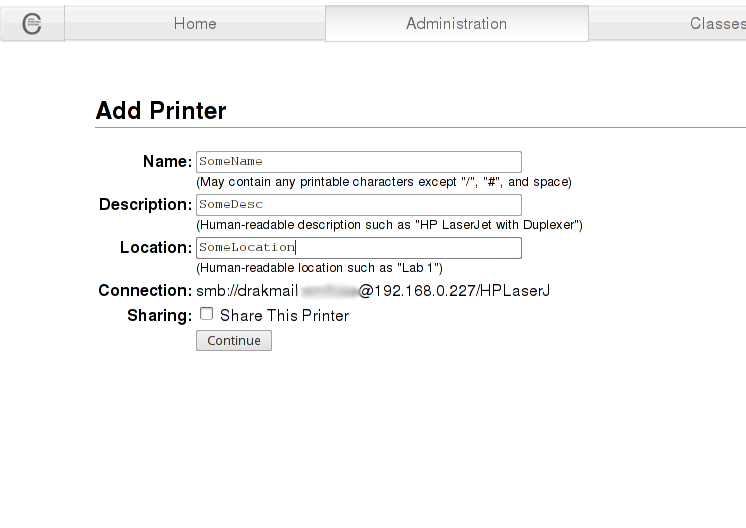 Home Administration Classes
Add Printer
Name: SomeName
(May contain any printable characters except "/", "#", and space)
Description: SomeDesc
(Human-readable description such as "HP LaserJet with Duplexer")
Location: SomeLocation
(Human-readable location such as "Lab 1")
Connection: smb://drakmail @192.168.0.227/HPLaserJ
Sharing: Share This Printer
Continue